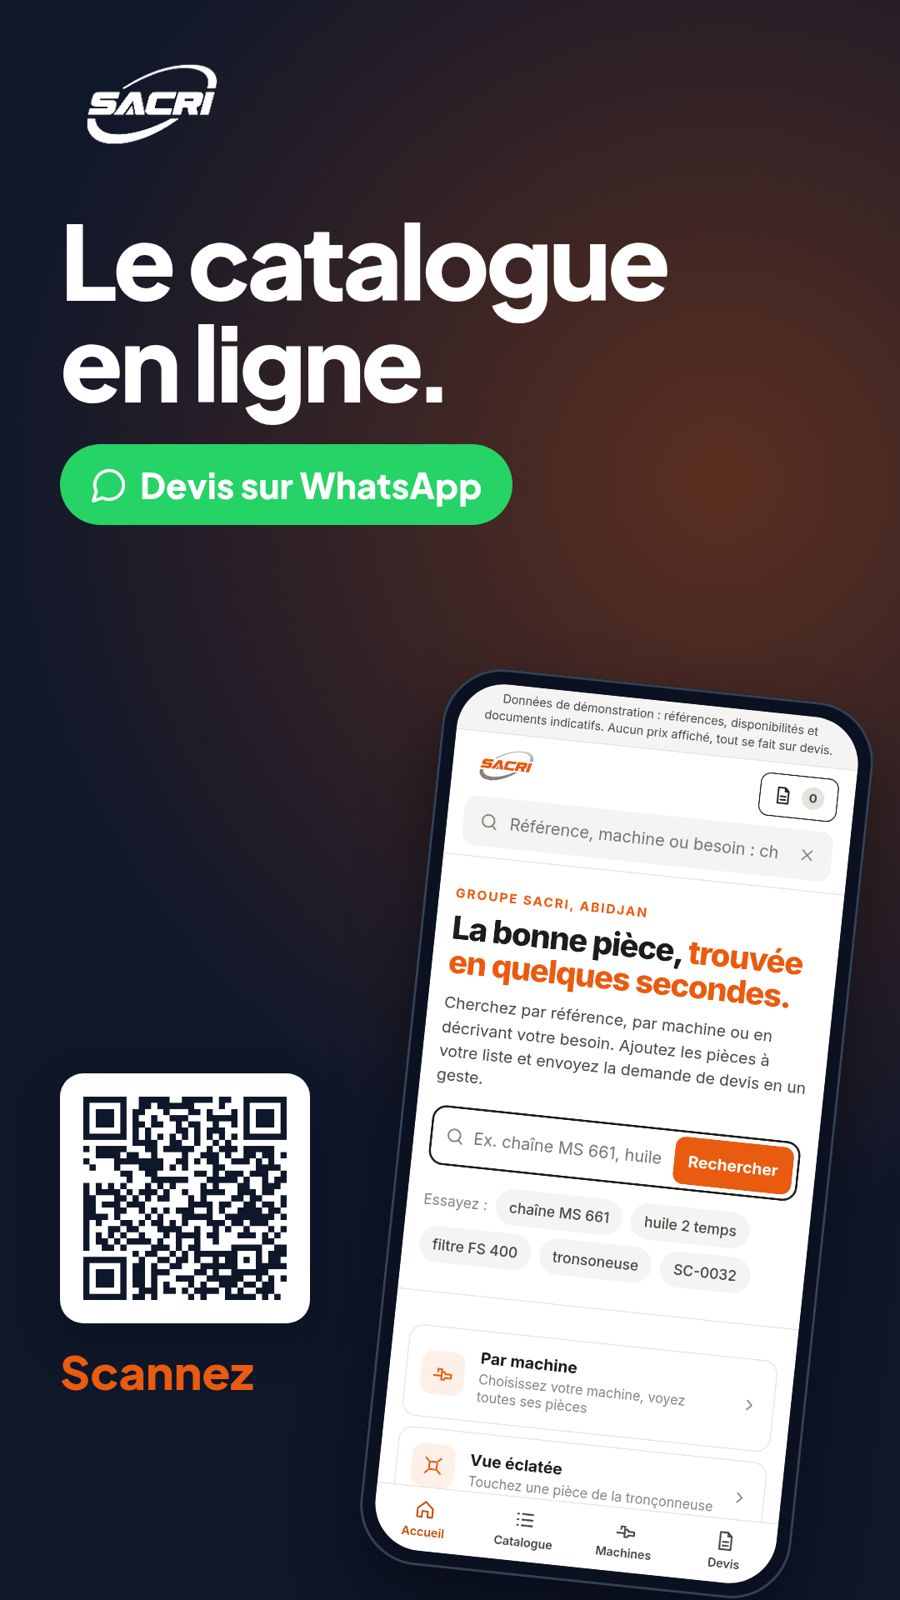 SACRI
Le catalogue
en ligne.
Devis sur WhatsApp
Données de démonstration : références, disponibilités et
documents indicatifs. Aucun prix affiché, tout se fait sur devis.
SACRI
0
Référence, machine ou besoin : ch
GROUPE SACRI, ABIDJAN
La bonne pièce, trouvée
en quelques secondes.
Cherchez par référence, par machine ou en
décrivant votre besoin. Ajoutez les pièces à
votre liste et envoyez la demande de devis en un
geste.
Ex. chaîne MS 661, huile
Rechercher
Essayez : chaîne MS 661 huile 2 temps
filtre FS 400 tronsoneuse SC-0032
Par machine
Choisissez votre machine, voyez
toutes ses pièces
Vue éclatée
Touchez une pièce de la tronçonneuse
Accueil Catalogue Machines Devis
Scannez